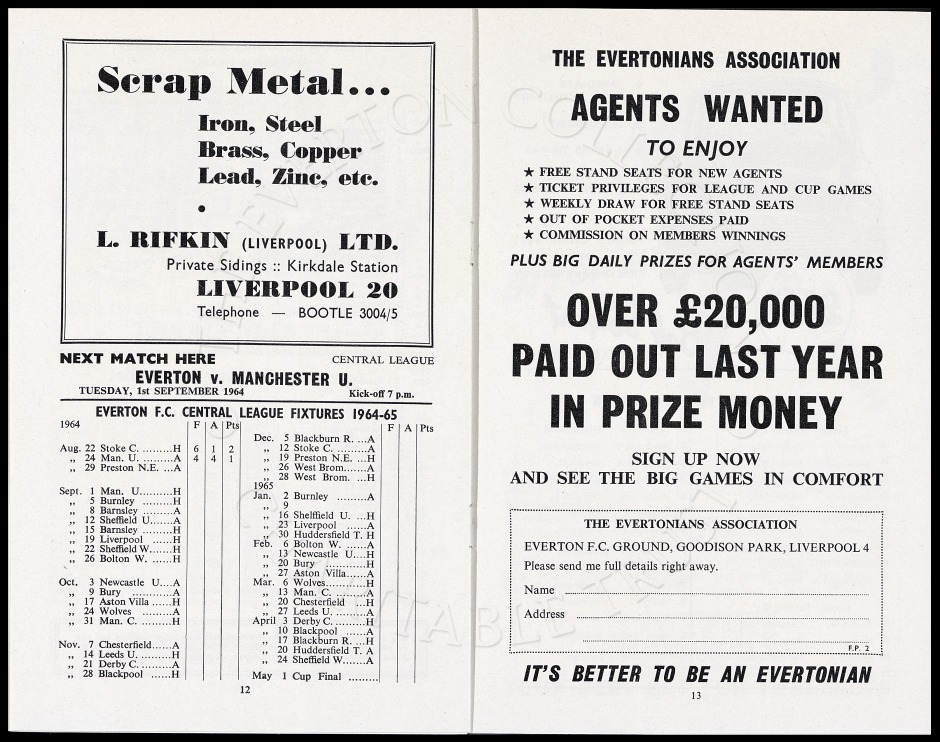 Scrap Metal...
Iron, Steel
Brass, Copper
Lead, Zinc, etc.
•
L. RIFKIN (LIVERPOOL) LTD.
Private Sidings :: Kirkdale Station
LIVERPOOL 20
Telephone — BOOTLE 3004/5
NEXT MATCH HERE CENTRAL LEAGUE
EVERTON v. MANCHESTER U.
TUESDAY, 1st SEPTEMBER 1964 Kick-off 7 p.m.
EVERTON F.C. CENTRAL LEAGUE FIXTURES 1964-65
1964 F A Pts
Aug. 22 Stoke C. .........H 6 1 2
„ 24 Man. U. ........A 4 4 1
„ 29 Preston N.E. ...A
Sept. 1 Man. U..........H
„ 5 Burnley .........H
„ 8 Barnsley .........A
„ 12 Sheffield U.......A
„ 15 Barnsley .........H
„ 19 Liverpool ........H
„ 22 Sheffield W.......H
„ 26 Bolton W. ......H
Oct. 3 Newcastle U....A
„ 9 Bury ............A
„ 17 Aston Villa ......H
„ 24 Wolves .........A
„ 31 Man. C. .........H
Nov. 7 Chesterfield......A
„ 14 Leeds U. .........H
„ 21 Derby C. .........A
„ 28 Blackpool ......H
F A Pts
Dec. 5 Blackburn R. ...A
„ 12 Stoke C. .........A
„ 19 Preston N.E. ...H
„ 26 West Brom.......A
„ 28 West Brom. ...H
1965
Jan. 2 Burnley .........A
„ 9
„ 16 Sheffield U. ...H
„ 23 Liverpool ......A
„ 30 Huddersfield T. H
Feb. 6 Bolton W. ......A
„ 13 Newcastle U....H
„ 20 Bury ............H
„ 27 Aston Villa......A
Mar. 6 Wolves............H
„ 13 Man. C. .........A
„ 20 Chesterfield ...H
„ 27 Leeds U. .........A
April 3 Derby C. .........H
„ 10 Blackpool ......A
„ 17 Blackburn R. ...H
„ 20 Huddersfield T. A
„ 24 Sheffield W.......A
May 1 Cup Final .........
12
THE EVERTONIANS ASSOCIATION
AGENTS WANTED
TO ENJOY
★ FREE STAND SEATS FOR NEW AGENTS
★ TICKET PRIVILEGES FOR LEAGUE AND CUP GAMES
★ WEEKLY DRAW FOR FREE STAND SEATS
★ OUT OF POCKET EXPENSES PAID
★ COMMISSION ON MEMBERS WINNINGS
PLUS BIG DAILY PRIZES FOR AGENTS' MEMBERS
OVER £20,000
PAID OUT LAST YEAR
IN PRIZE MONEY
SIGN UP NOW
AND SEE THE BIG GAMES IN COMFORT
THE EVERTONIANS ASSOCIATION
EVERTON F.C. GROUND, GOODISON PARK, LIVERPOOL 4
Please send me full details right away.
Name
Address
F.P. 2
IT'S BETTER TO BE AN EVERTONIAN
13
THE EVERTON COLLECTION CHARITABLE TRUST